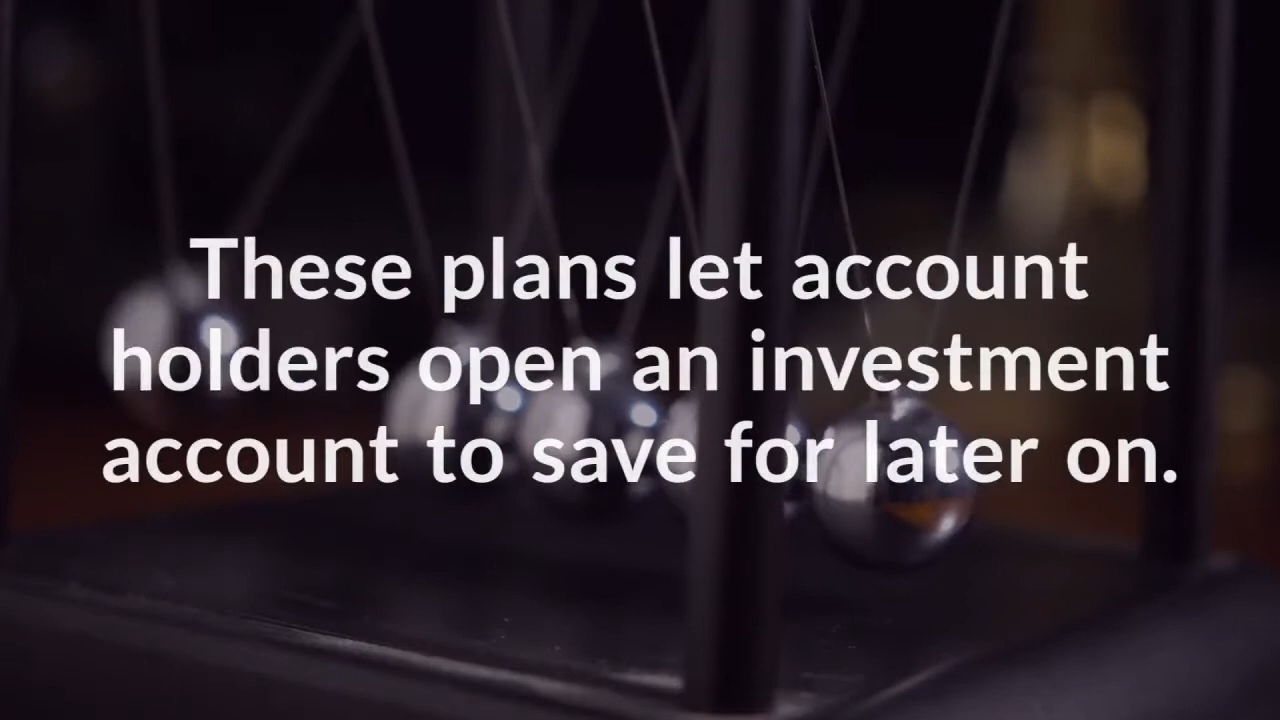 These plans let account
holders open an investment
account to save for later on.